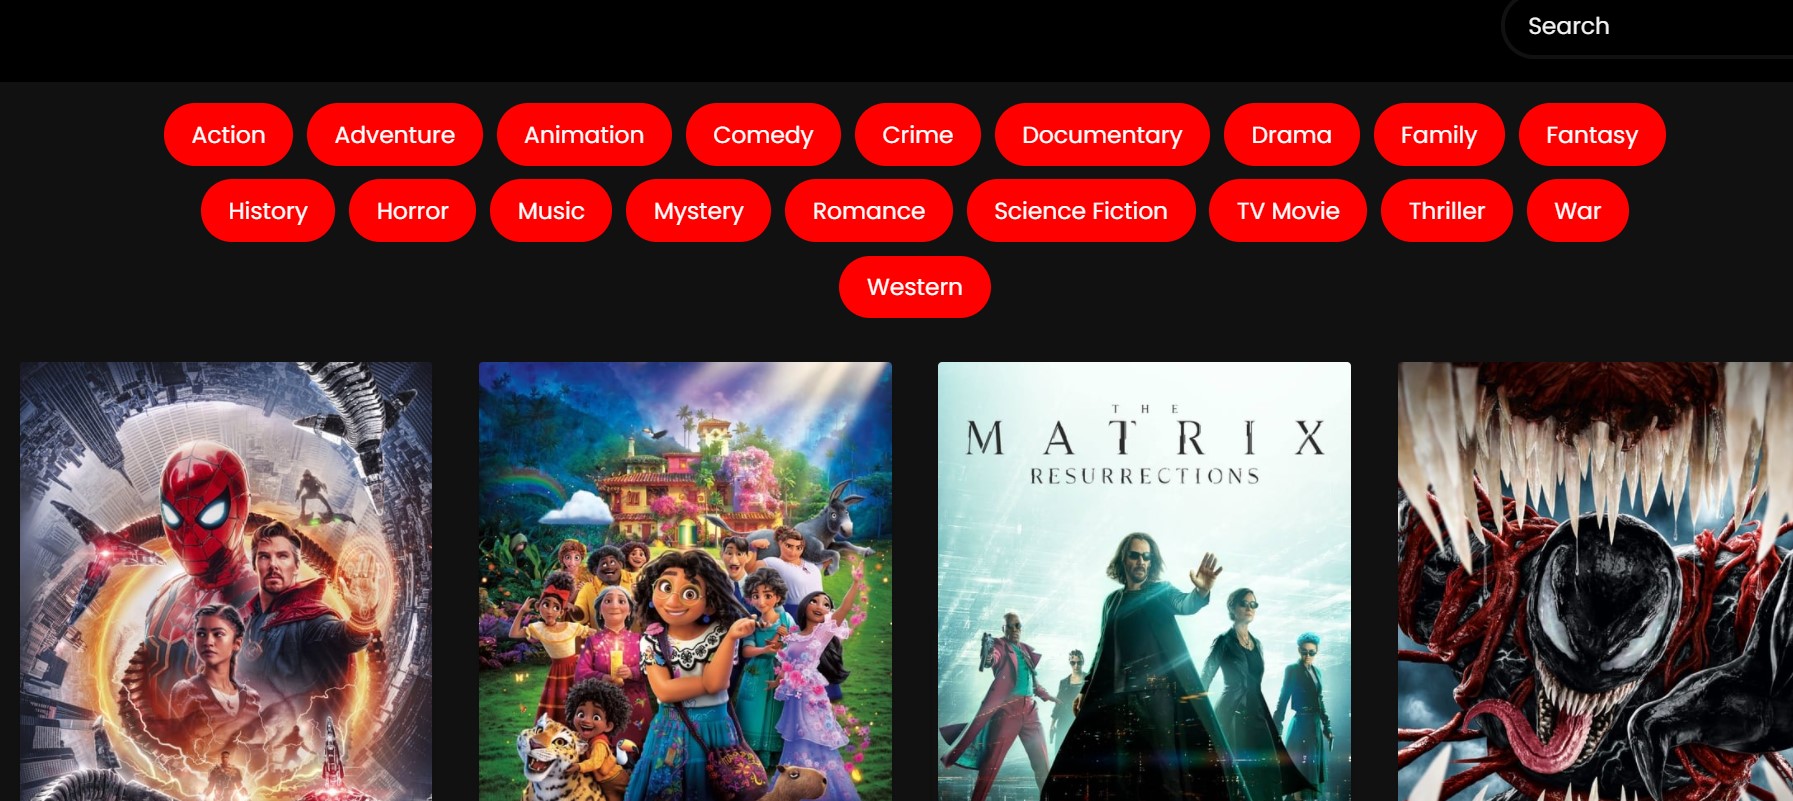 Search
Action Adventure Animation Comedy Crime Documentary Drama Family Fantasy
History Horror Music Mystery Romance Science Fiction TV Movie Thriller War
Western
THE
MATRIX
RESURRECTIONS